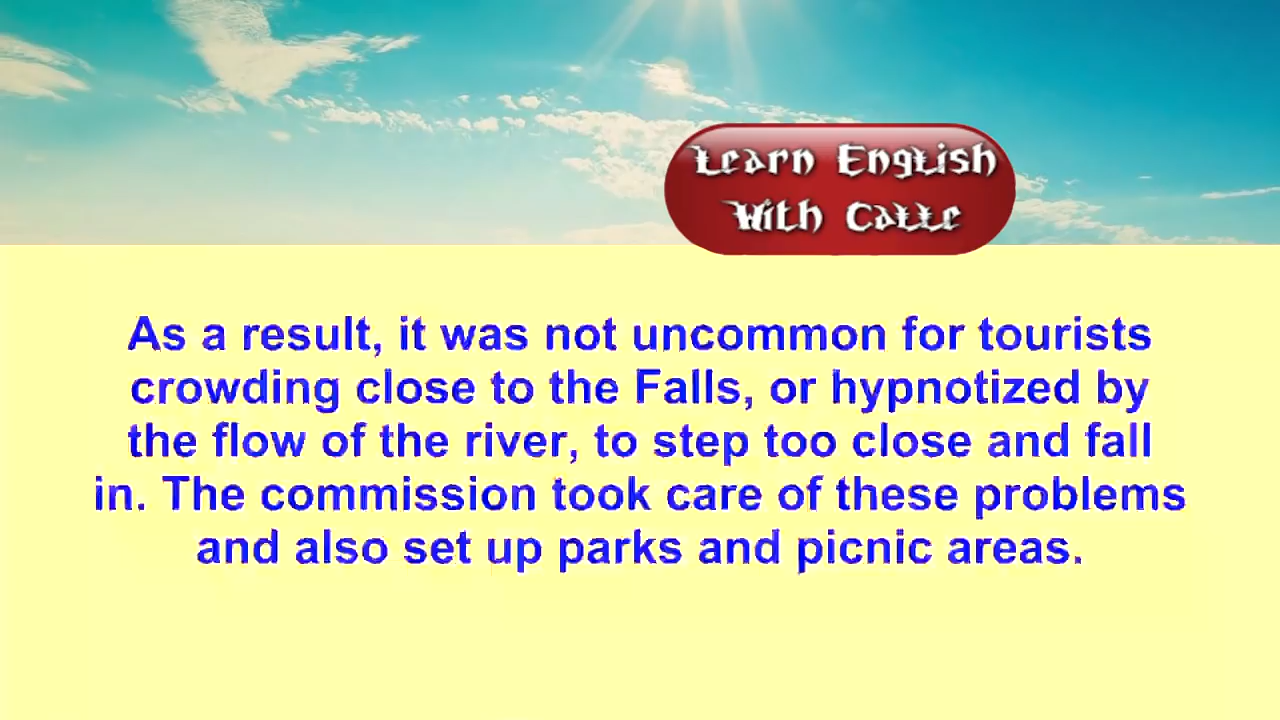 Learn English
With Catte
As a result, it was not uncommon for tourists
crowding close to the Falls, or hypnotized by
the flow of the river, to step too close and fall
in. The commission took care of these problems
and also set up parks and picnic areas.